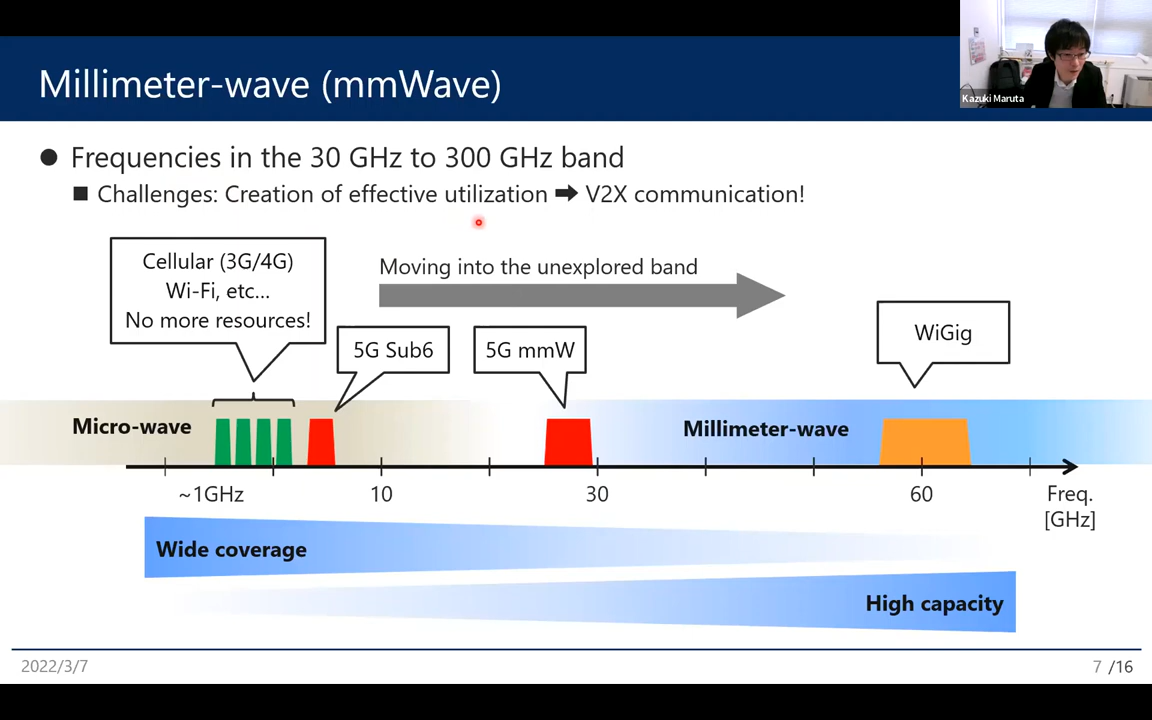 Millimeter-wave (mmWave)
Kazuki Maruta
Frequencies in the 30 GHz to 300 GHz band
Challenges: Creation of effective utilization ➡ V2X communication!
Cellular (3G/4G)
Wi-Fi, etc…
No more resources!
Moving into the unexplored band
5G Sub6
5G mmW
WiGig
Micro-wave
Millimeter-wave
~1GHz
10
30
60
Freq.
[GHz]
Wide coverage
High capacity
2022/3/7
7 /16